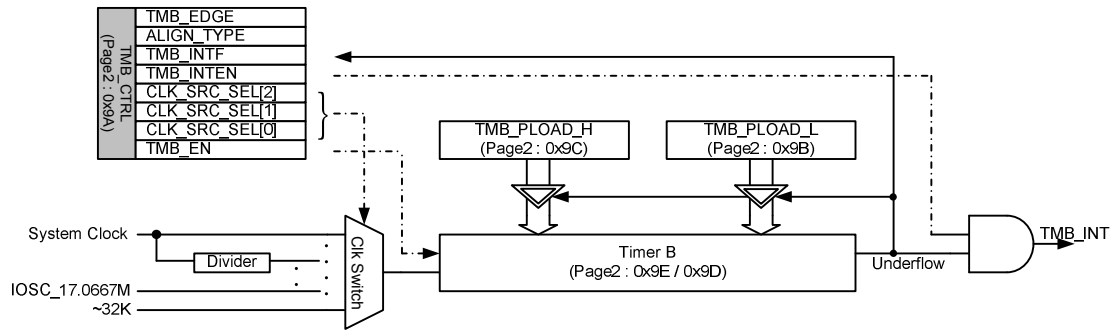 TMB_CTRL
(Page2 : 0x9A)
TMB_EDGE
ALIGN_TYPE
TMB_INTF
TMB_INTEN
CLK_SRC_SEL[2]
CLK_SRC_SEL[1]
CLK_SRC_SEL[0]
TMB_EN
TMB_PLOAD_H
(Page2 : 0x9C)
TMB_PLOAD_L
(Page2 : 0x9B)
System Clock
Divider
IOSC_17.0667M
~32K
Clk Switch
Timer B
(Page2 : 0x9E / 0x9D)
Underflow
TMB_INT